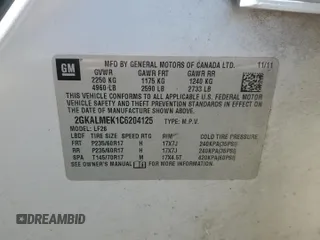 GM
MFD BY GENERAL MOTORS OF CANADA LTD. 11/11
GVWR GAWR FRT GAWR RR
2250 KG 1175 KG 1240 KG
4960 LB 2590 LB 2733 LB
THIS VEHICLE CONFORMS TO ALL APPLICABLE U.S. FEDERAL
MOTOR VEHICLE SAFETY, BUMPER, AND THEFT PREVENTION
STANDARDS IN EFFECT ON THE DATE OF MANUFACTURE SHOWN ABOVE.
2GKALMEK1C6204125 TYPE: M.P.V.
MODEL: LF26
TIRE SIZE SPEED RTG RIM COLD TIRE PRESSURE
FRT P235/60R17 H 17X7J 240KPA(35PSI)
RR P235/60R17 H 17X7J 240KPA(35PSI)
SPA T145/70R17 M 17X4.5T 420KPA(60PSI)
SEE OWNER'S MANUAL FOR ADDITIONAL INFORMATION
DREAMBID